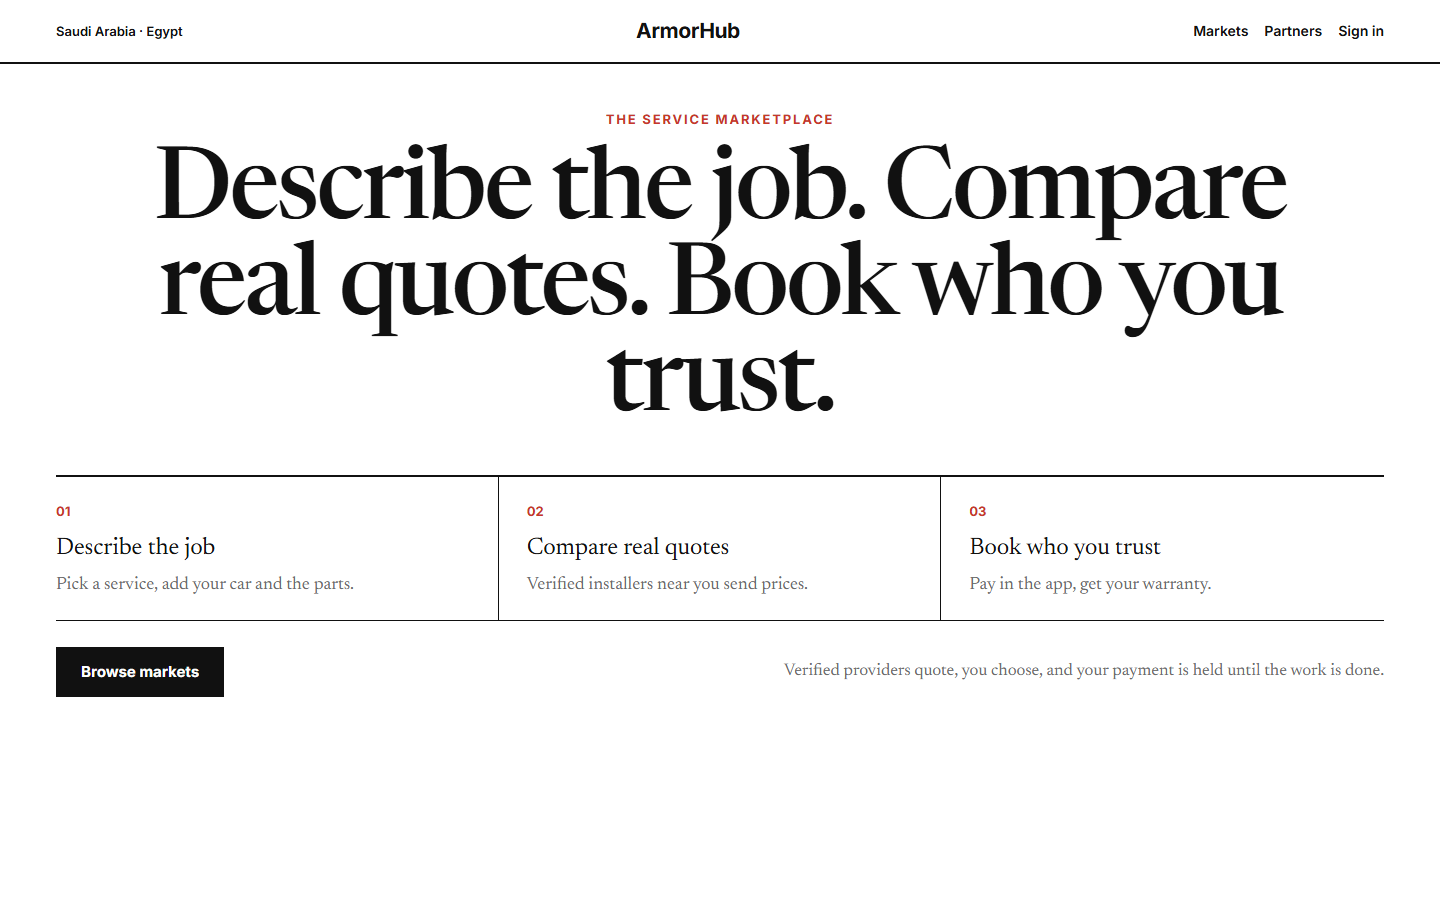 Saudi Arabia · Egypt
ArmorHub
Markets Partners Sign in
THE SERVICE MARKETPLACE
Describe the job. Compare
real quotes. Book who you
trust.
01
Describe the job
Pick a service, add your car and the parts.
02
Compare real quotes
Verified installers near you send prices.
03
Book who you trust
Pay in the app, get your warranty.
Browse markets
Verified providers quote, you choose, and your payment is held until the work is done.